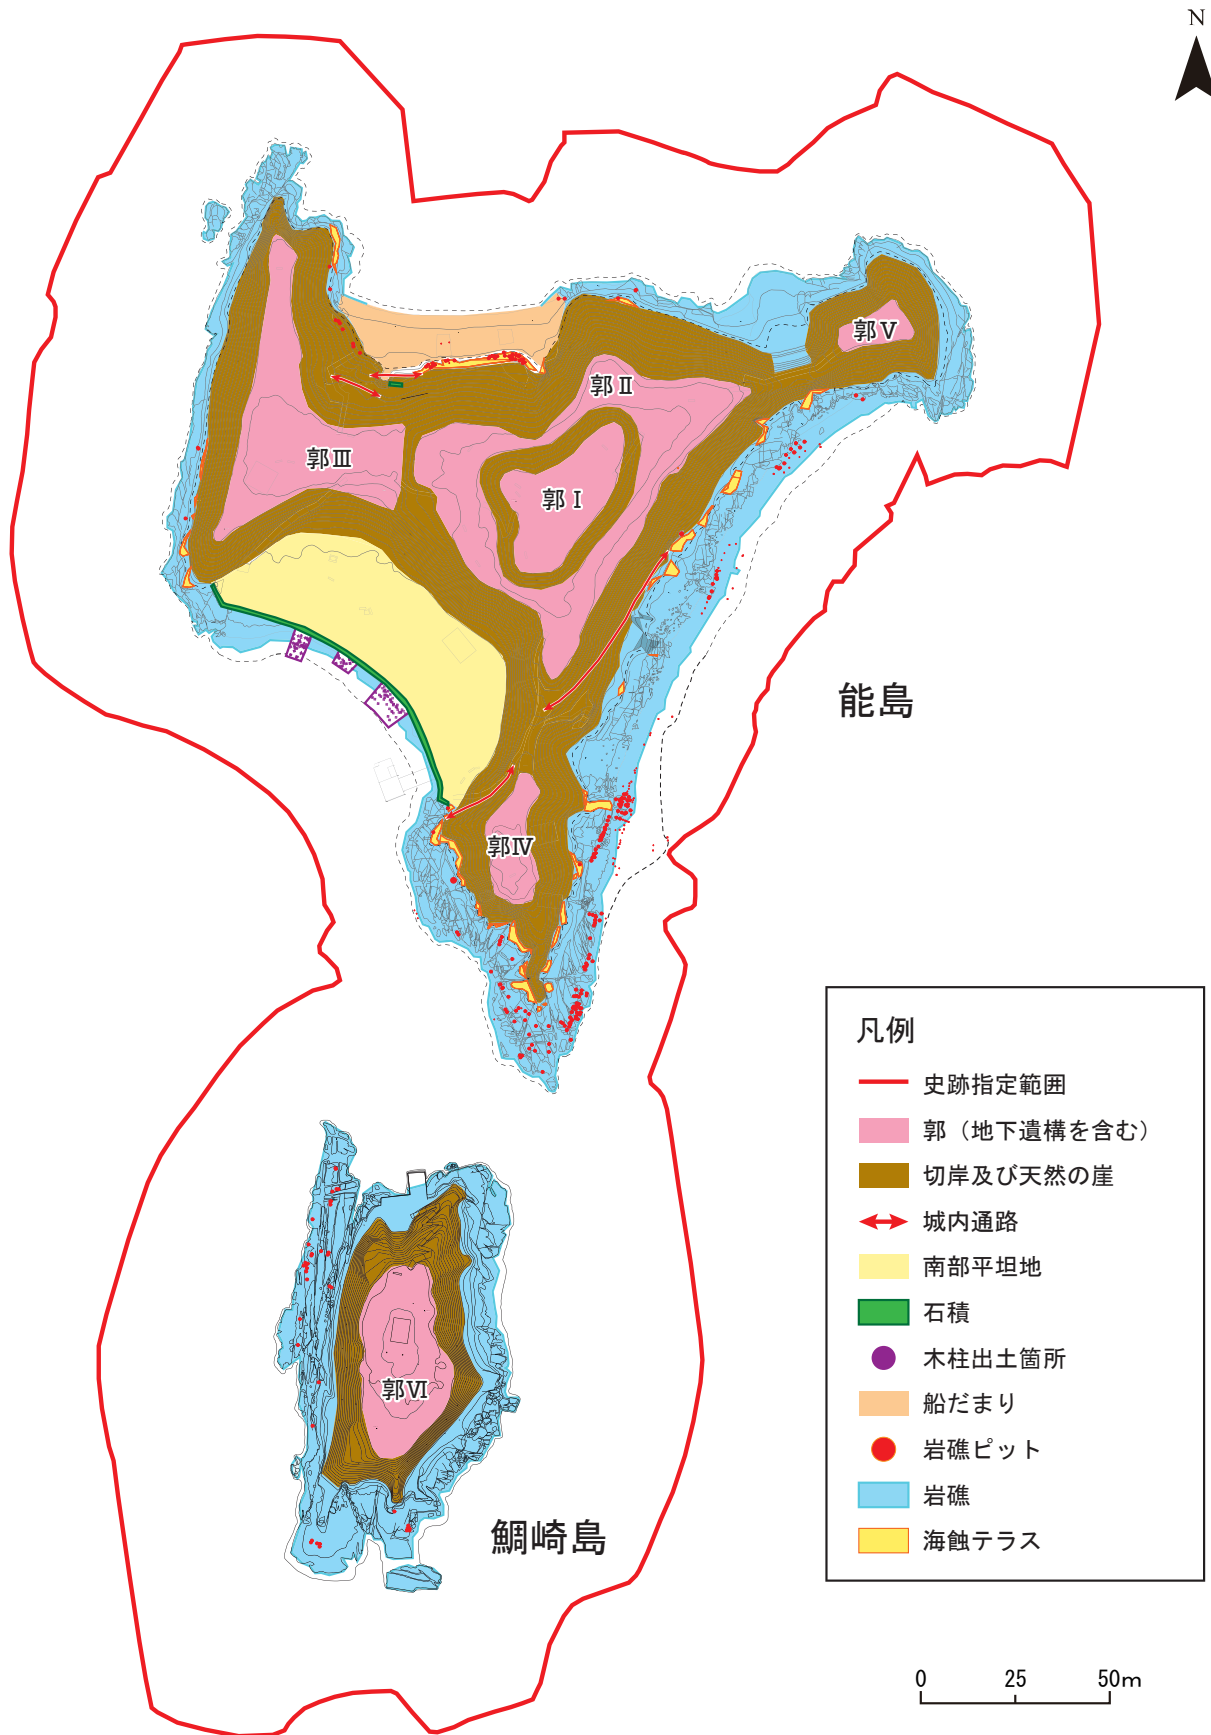 N
郭Ⅴ
郭Ⅱ
郭Ⅲ
郭Ⅰ
能島
郭Ⅳ
郭Ⅵ
鯛崎島
凡例
史跡指定範囲
郭（地下遺構を含む）
切岸及び天然の崖
城内通路
南部平坦地
石積
木柱出土箇所
船だまり
岩礁ピット
岩礁
海蝕テラス
0 25 50m